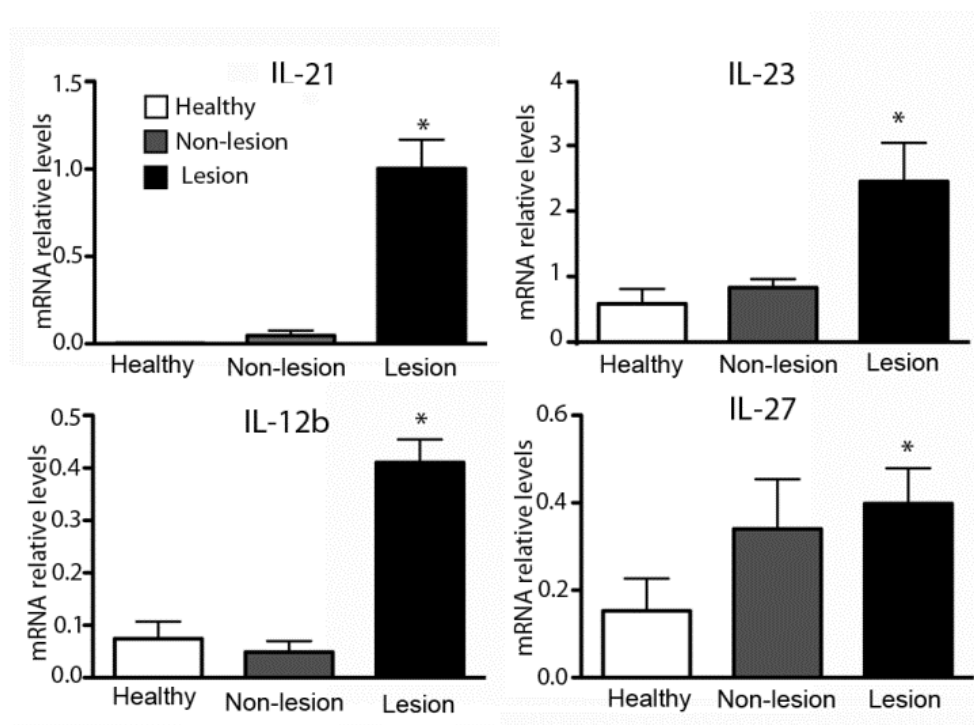 IL-21
mRNA relative levels
1.5
1.0
0.5
0.0
Healthy
Non-lesion
Lesion
*
Healthy Non-lesion Lesion
IL-23
mRNA relative levels
4
3
2
1
0
*
Healthy Non-lesion Lesion
IL-12b
mRNA relative levels
0.5
0.4
0.3
0.2
0.1
0.0
*
Healthy Non-lesion Lesion
IL-27
mRNA relative levels
0.6
0.4
0.2
0.0
*
Healthy Non-lesion Lesion